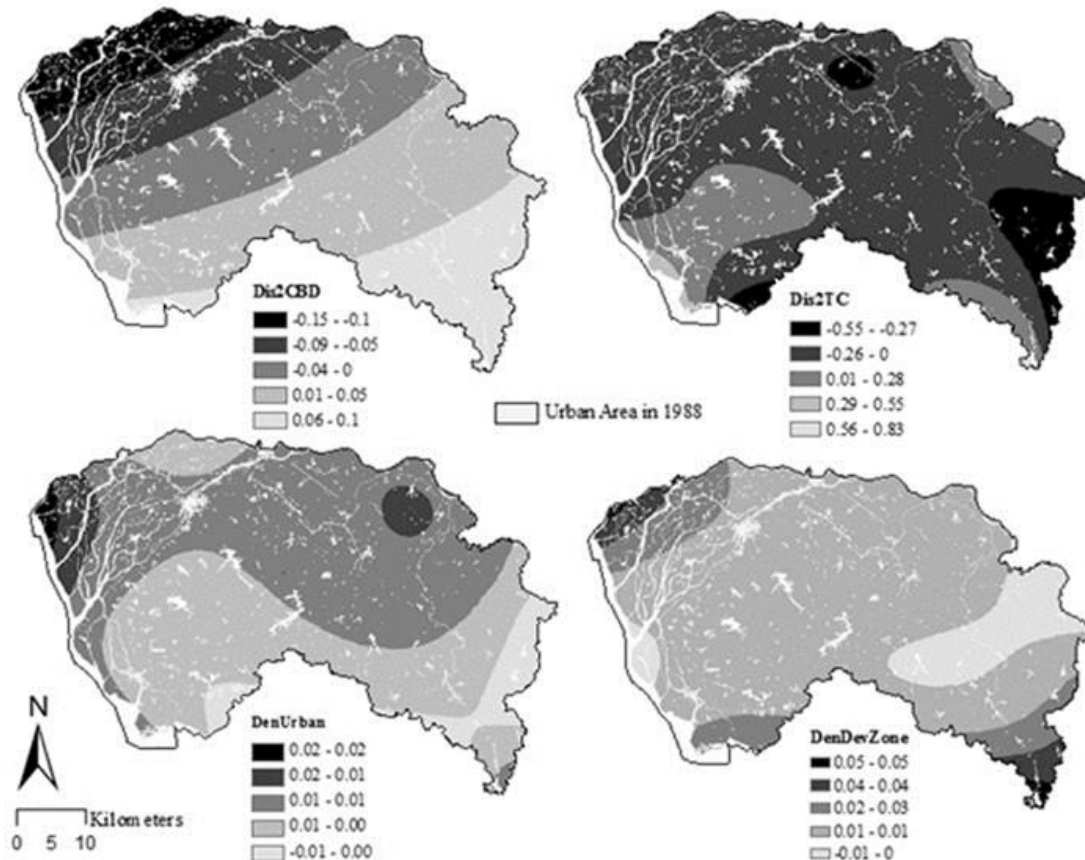 Dis2CBD
-0.15 - -0.1
-0.09 - -0.05
-0.04 - 0
0.01 - 0.05
0.06 - 0.1
Dis2TC
-0.55 - -0.27
-0.26 - 0
0.01 - 0.28
0.29 - 0.55
0.56 - 0.83
Urban Area in 1988
DenUrban
0.02 - 0.02
0.02 - 0.01
0.01 - 0.01
0.01 - 0.00
-0.01 - 0.00
DenDevZone
0.05 - 0.05
0.04 - 0.04
0.02 - 0.03
0.01 - 0.01
-0.01 - 0
N
Kilometers
0 5 10